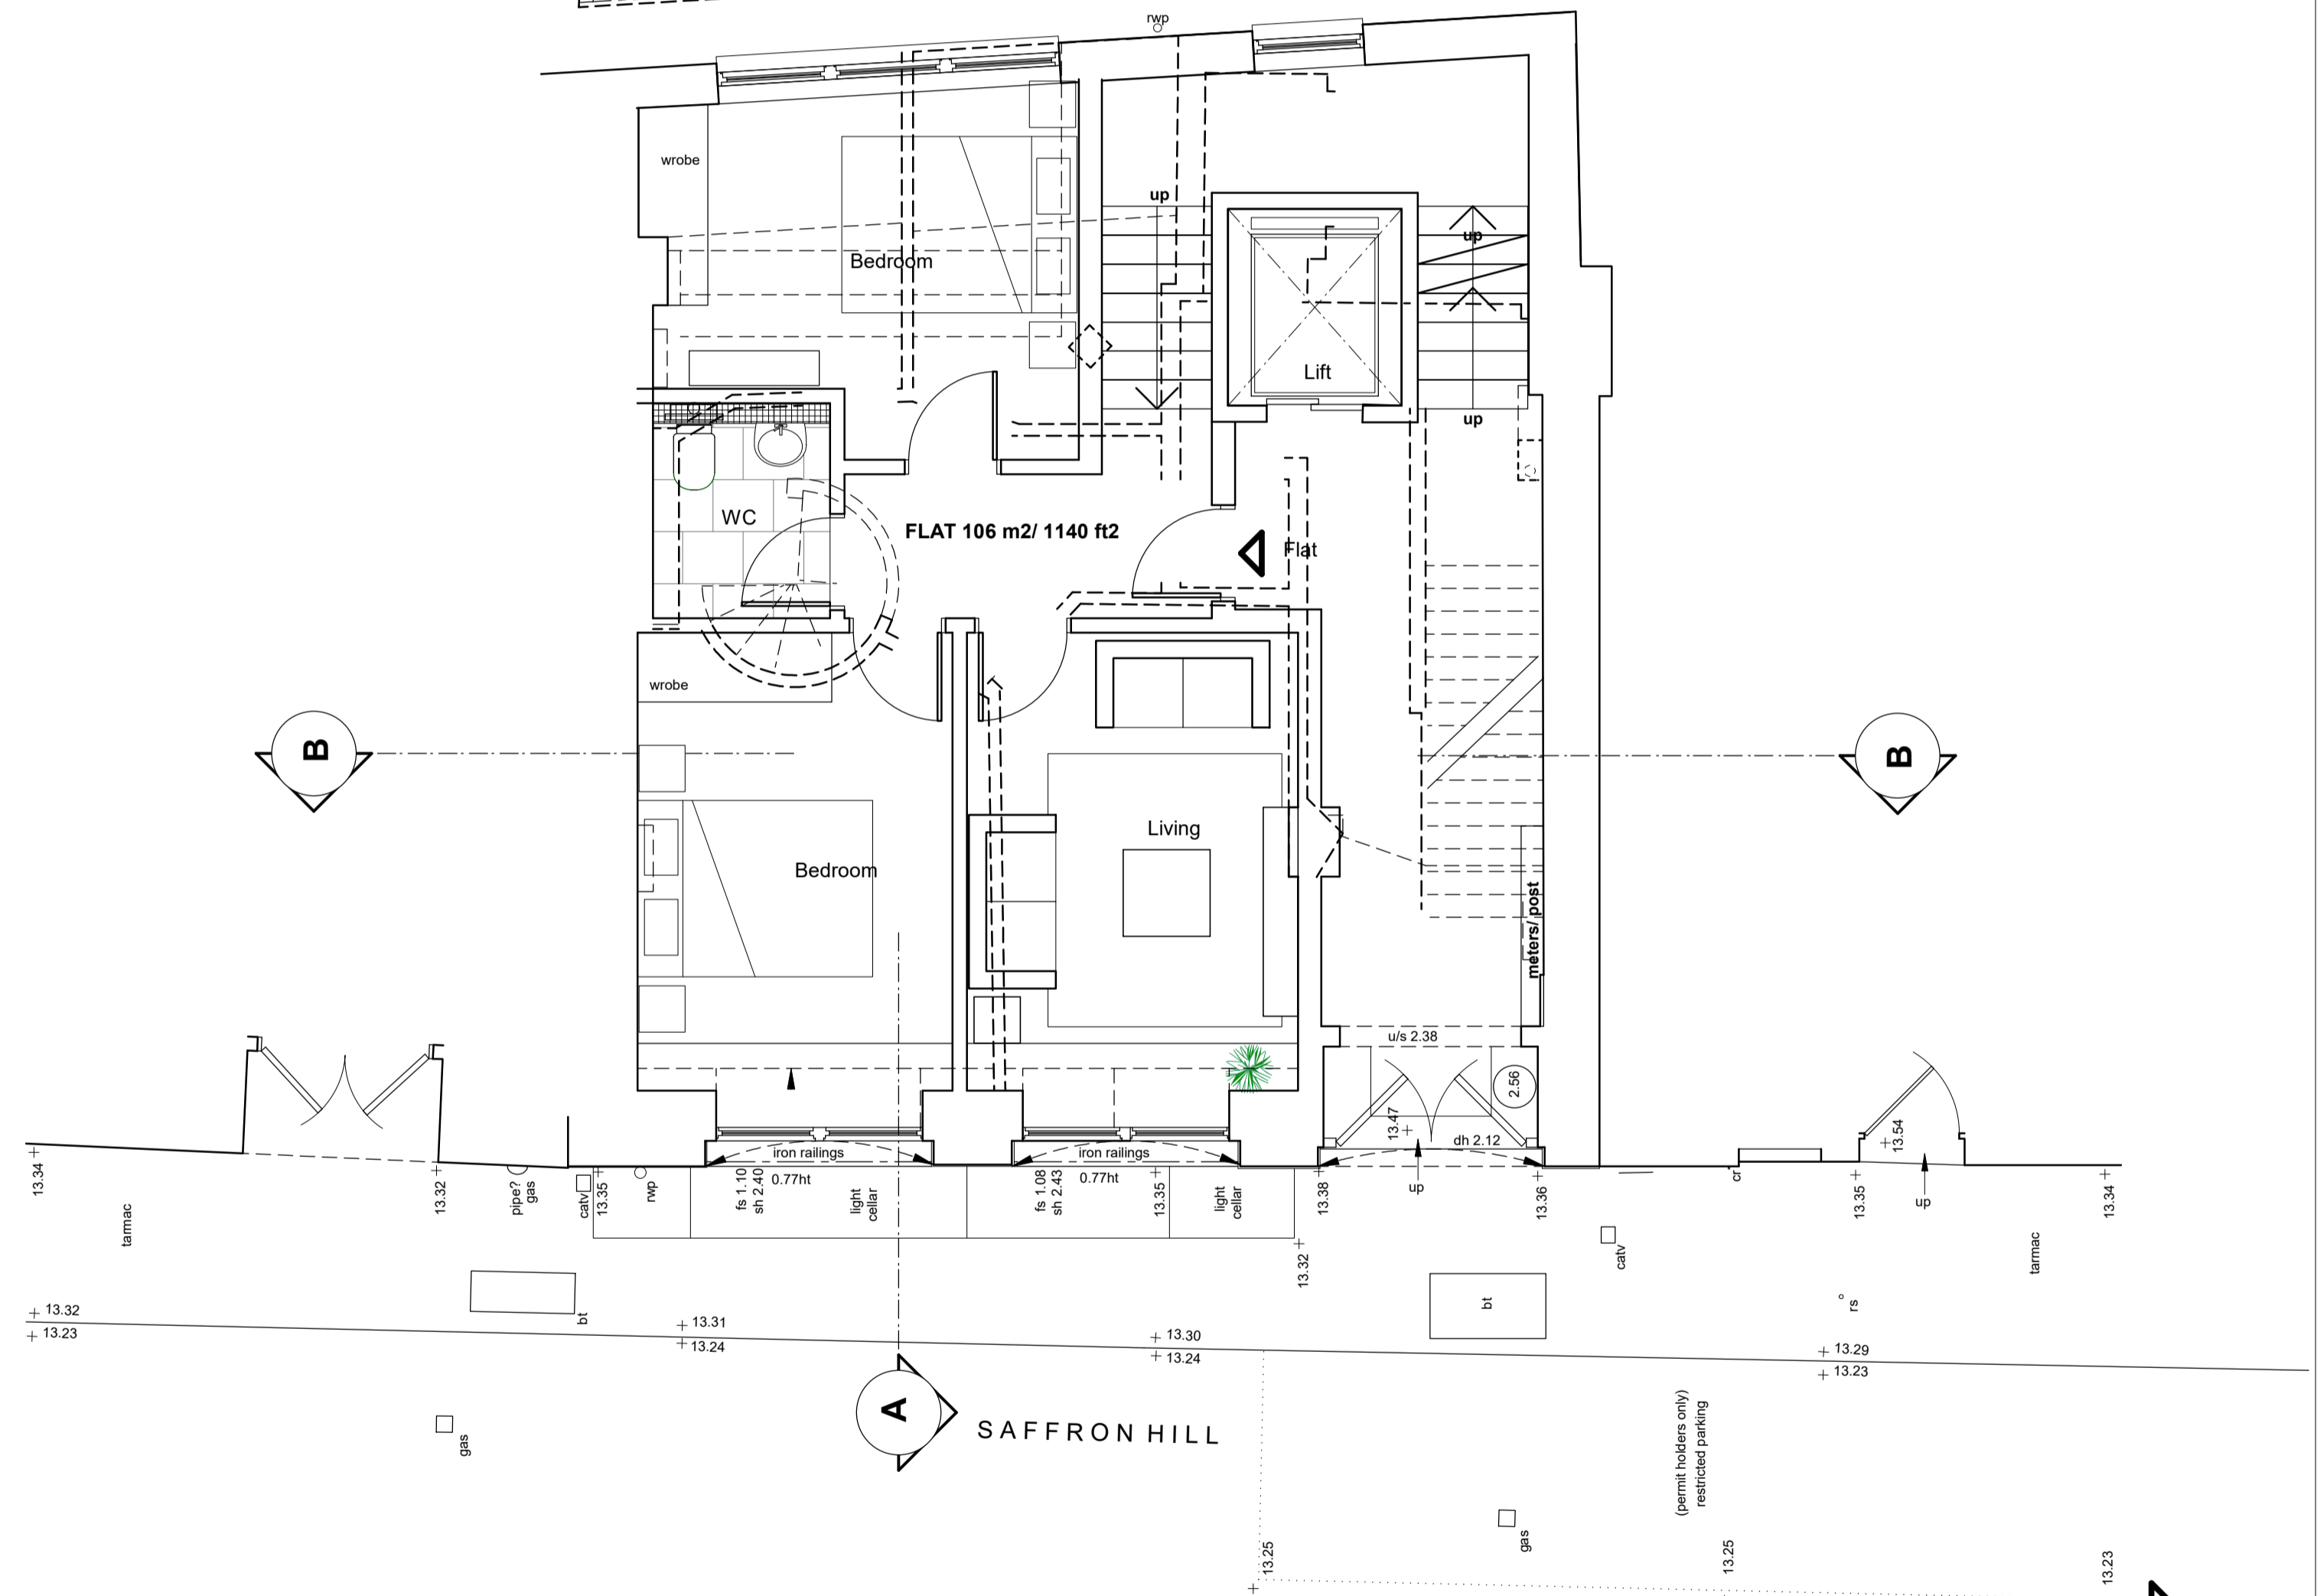 rwp
wrobe
up
Bedroom
up
Lift
up
WC
FLAT 106 m2/ 1140 ft2
Flat
wrobe
B
B
Living
Bedroom
meters/ post
u/s 2.38
2.56
13.47
dh 2.12
13.54
iron railings
iron railings
13.34
tarmac
13.32
pipe?
gas
catv
13.35
rwp
fs 1.10
sh 2.40
0.77ht
light
cellar
fs 1.08
sh 2.43
0.77ht
13.35
light
cellar
13.32
13.38
up
13.36
catv
cr
13.35
up
tarmac
13.34
bt
bt
rs
13.32
13.23
13.31
13.24
13.30
13.24
13.29
13.23
A
SAFFRON HILL
gas
(permit holders only)
restricted parking
gas
13.25
13.25
13.23